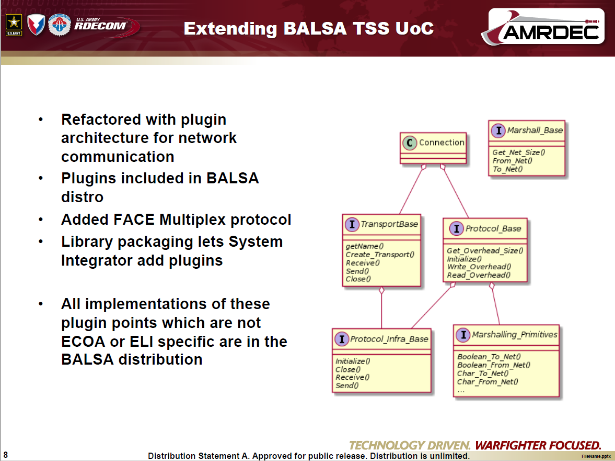 U.S. ARMY
RDECOM
Extending BALSA TSS UoC
AMRDEC
• Refactored with plugin
architecture for network
communication
• Plugins included in BALSA
distro
• Added FACE Multiplex protocol
• Library packaging lets System
Integrator add plugins
• All implementations of these
plugin points which are not
ECOA or ELI specific are in the
BALSA distribution
I Marshall_Base
Get_Net_Size()
From_Net()
To_Net()
C Connection
I TransportBase
getName()
Create_Transport()
Receive()
Send()
Close()
I Protocol_Base
Get_Overhead_Size()
Initialize()
Write_Overhead()
Read_Overhead()
I Protocol_Infra_Base
Initialize()
Close()
Receive()
Send()
I Marshalling_Primitives
Boolean_To_Net()
Boolean_From_Net()
Char_To_Net()
Char_From_Net()
...
TECHNOLOGY DRIVEN. WARFIGHTER FOCUSED.
8
Distribution Statement A. Approved for public release. Distribution is unlimited.